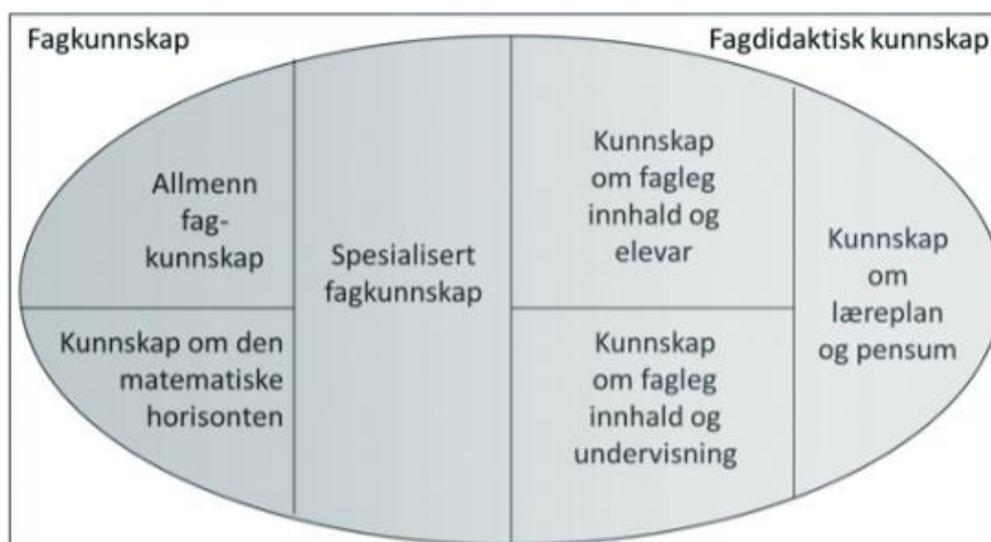 Fagkunnskap
Fagdidaktisk kunnskap
Allmenn
fag-
kunnskap
Kunnskap om den
matematiske
horisonten
Spesialisert
fagkunnskap
Kunnskap
om fagleg
innhald og
elevar
Kunnskap
om fagleg
innhald og
undervisning
Kunnskap
om
læreplan
og pensum